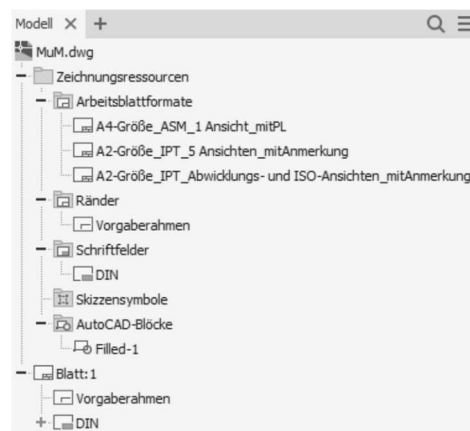 Modell × +
MuM.dwg
Zeichnungsressourcen
Arbeitsblattformate
A4-Größe_ASM_1 Ansicht_mitPL
A2-Größe_IPT_5 Ansichten_mitAnmerkung
A2-Größe_IPT_Abwicklungs- und ISO-Ansichten_mitAnmerkung
Ränder
Vorgaberahmen
Schriftfelder
DIN
Skizzensymbole
AutoCAD-Blöcke
Filled-1
Blatt:1
Vorgaberahmen
DIN